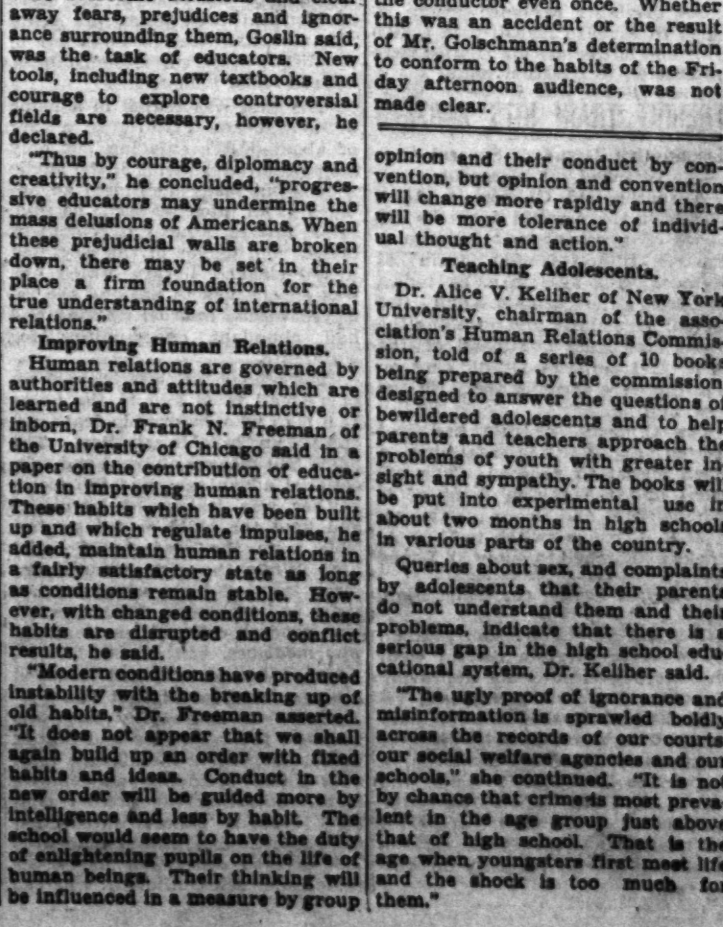 away fears, prejudices and ignor-
ance surrounding them, Goslin said,
was the task of educators. New
tools, including new textbooks and
courage to explore controversial
fields are necessary, however, he
declared.
"Thus by courage, diplomacy and
creativity," he concluded, "progres-
sive educators may undermine the
mass delusions of Americans. When
these prejudicial walls are broken
down, there may be set in their
place a firm foundation for the
true understanding of international
relations."
Improving Human Relations.
Human relations are governed by
authorities and attitudes which are
learned and are not instinctive or
inborn, Dr. Frank N. Freeman of
the University of Chicago said in a
paper on the contribution of educa-
tion in improving human relations.
These habits which have been built
up and which regulate impulses, he
added, maintain human relations in
a fairly satisfactory state as long
as conditions remain stable. How-
ever, with changed conditions, these
habits are disrupted and conflict
results, he said.
"Modern conditions have produced
instability with the breaking up of
old habits," Dr. Freeman asserted.
"It does not appear that we shall
again build up an order with fixed
habits and ideas. Conduct in the
new order will be guided more by
intelligence and less by habit. The
school would seem to have the duty
of enlightening pupils on the life of
human beings. Their thinking will
be influenced in a measure by group
the conductor even once. Whether
this was an accident or the result
of Mr. Golschmann's determination
to conform to the habits of the Fri-
day afternoon audience, was not
made clear.
opinion and their conduct by con-
vention, but opinion and convention
will change more rapidly and there
will be more tolerance of individ-
ual thought and action."
Teaching Adolescents.
Dr. Alice V. Keliher of New York
University, chairman of the asso-
ciation's Human Relations Commis-
sion, told of a series of 10 books
being prepared by the commission
designed to answer the questions of
bewildered adolescents and to help
parents and teachers approach the
problems of youth with greater in-
sight and sympathy. The books will
be put into experimental use in
about two months in high schools
in various parts of the country.
Queries about sex, and complaints
by adolescents that their parents
do not understand them and their
problems, indicate that there is
serious gap in the high school edu-
cational system, Dr. Keliher said.
"The ugly proof of ignorance and
misinformation is sprawled boldly
across the records of our courts
our social welfare agencies and our
schools," she continued. "It is not
by chance that crime is most preva-
lent in the age group just above
that of high school. That is the
age when youngsters first meet life
and the shock is too much for
them."